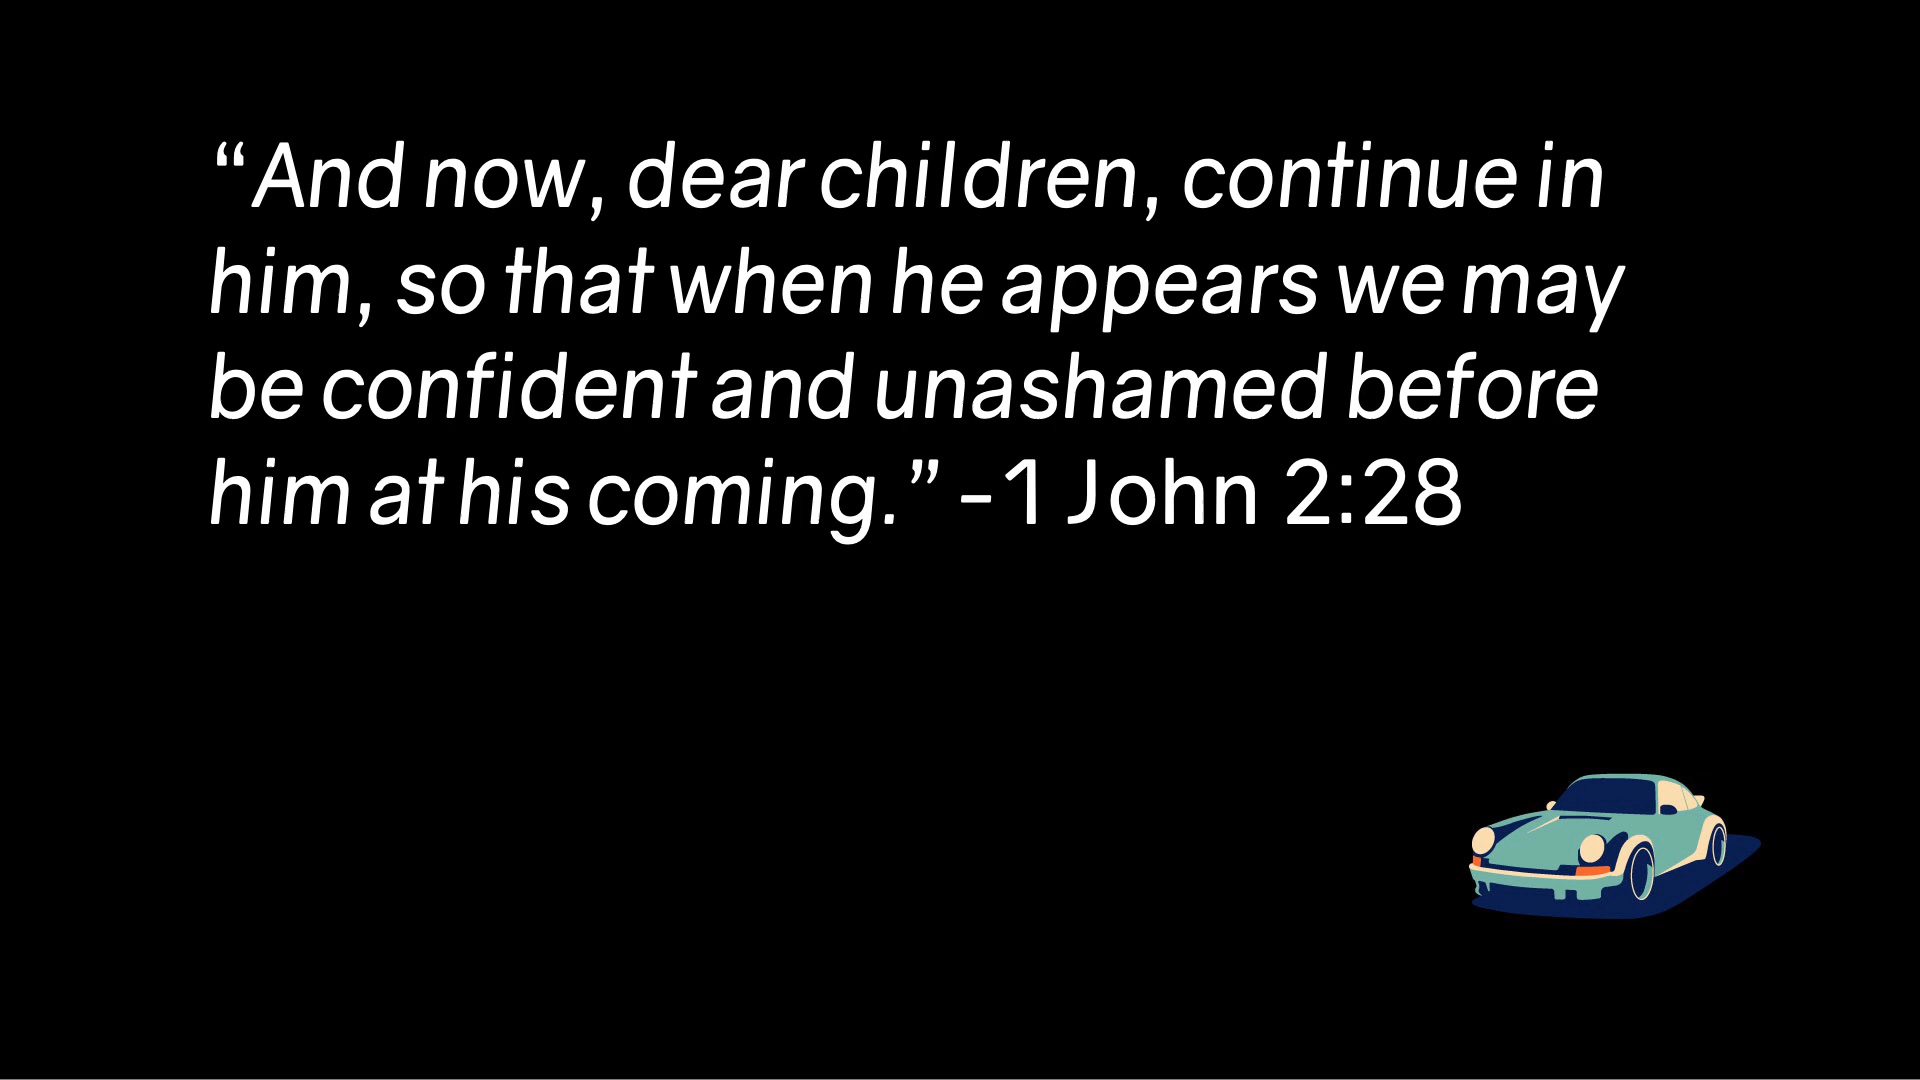 “And now, dear children, continue in
him, so that when he appears we may
be confident and unashamed before
him at his coming.” -1 John 2:28